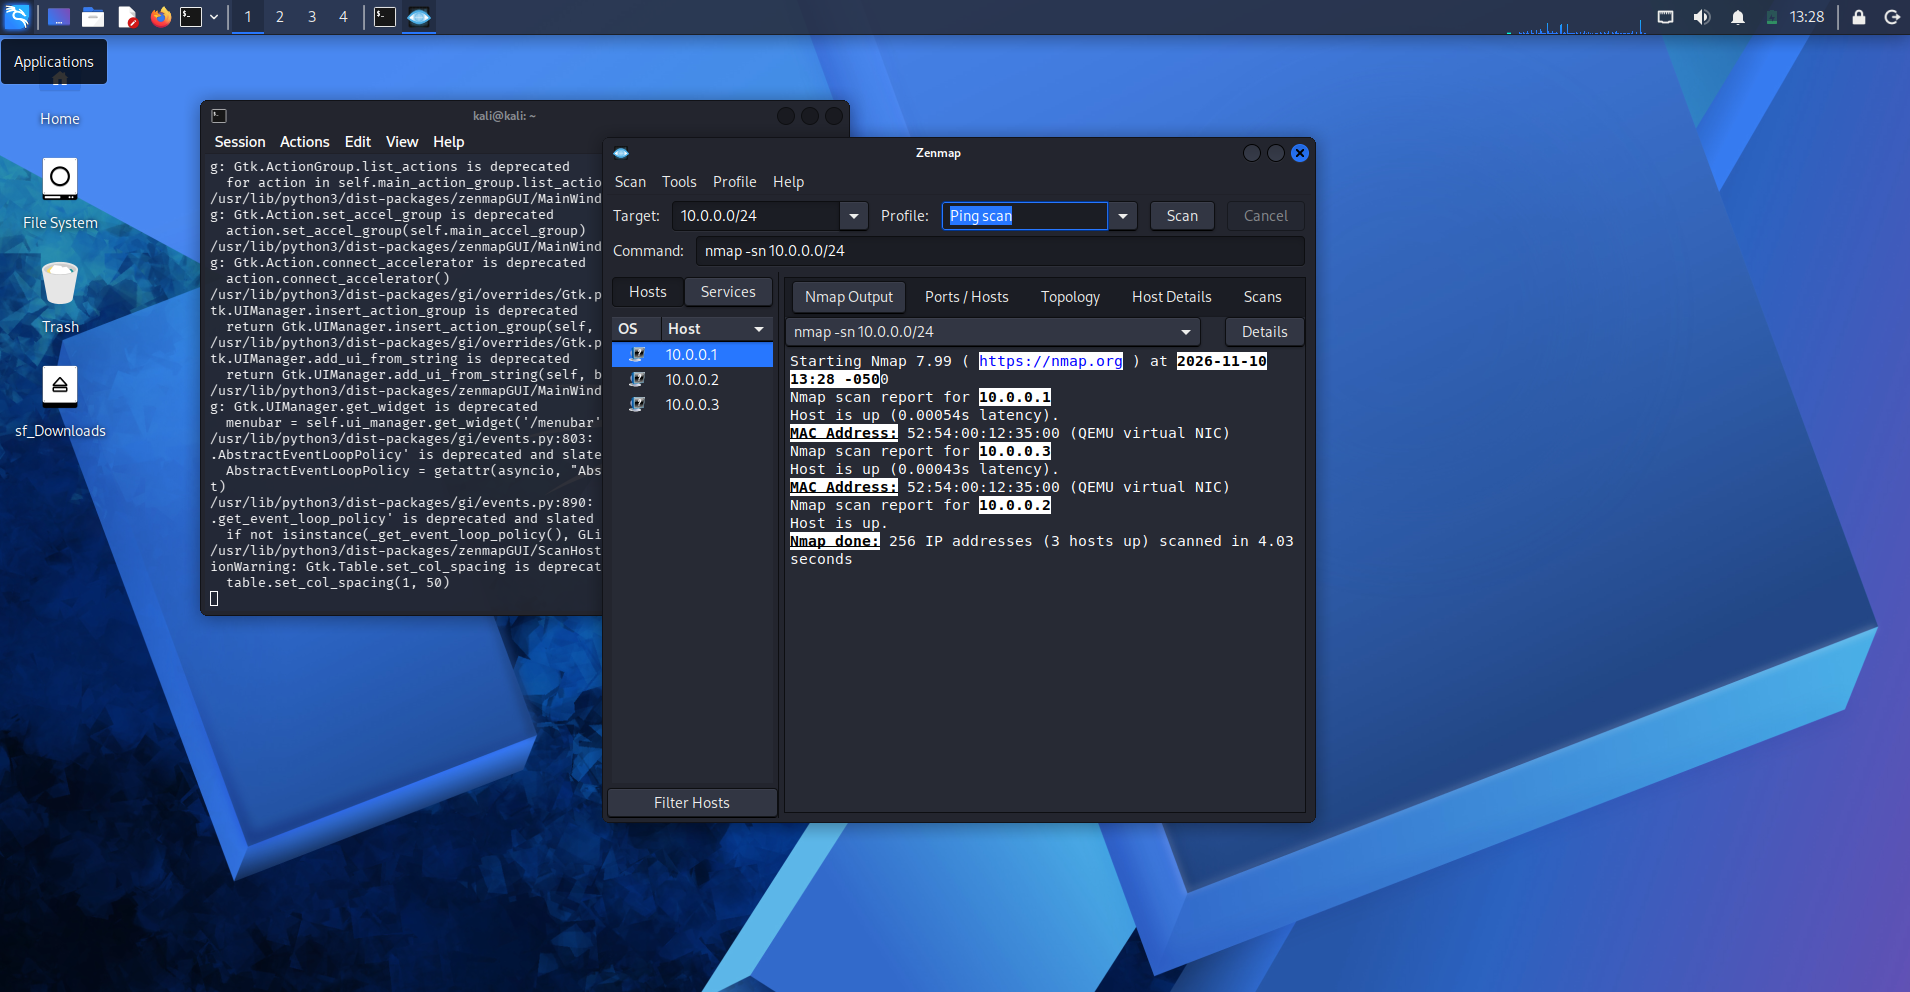 1 2 3 4
13:28
Applications
Home
File System
Trash
sf_Downloads
kali@kali: ~
Session Actions Edit View Help
g: Gtk.ActionGroup.list_actions is deprecated
for action in self.main_action_group.list_actio
/usr/lib/python3/dist-packages/zenmapGUI/MainWind
g: Gtk.Action.set_accel_group is deprecated
action.set_accel_group(self.main_accel_group)
/usr/lib/python3/dist-packages/zenmapGUI/MainWind
g: Gtk.Action.connect_accelerator is deprecated
action.connect_accelerator()
/usr/lib/python3/dist-packages/gi/overrides/Gtk.p
tk.UIManager.insert_action_group is deprecated
return Gtk.UIManager.insert_action_group(self,
/usr/lib/python3/dist-packages/gi/overrides/Gtk.p
tk.UIManager.add_ui_from_string is deprecated
return Gtk.UIManager.add_ui_from_string(self, b
/usr/lib/python3/dist-packages/zenmapGUI/MainWind
g: Gtk.UIManager.get_widget is deprecated
menubar = self.ui_manager.get_widget('/menubar'
/usr/lib/python3/dist-packages/gi/events.py:803:
.AbstractEventLoopPolicy' is deprecated and slate
AbstractEventLoopPolicy = getattr(asyncio, "Abs
t)
/usr/lib/python3/dist-packages/gi/events.py:890:
.get_event_loop_policy' is deprecated and slated
if not isinstance(_get_event_loop_policy(), GLi
/usr/lib/python3/dist-packages/zenmapGUI/ScanHost
ionWarning: Gtk.Table.set_col_spacing is deprecat
table.set_col_spacing(1, 50)
Zenmap
Scan Tools Profile Help
Target: 10.0.0.0/24 Profile: Ping scan Scan Cancel
Command: nmap -sn 10.0.0.0/24
Hosts Services
OS Host
10.0.0.1
10.0.0.2
10.0.0.3
Filter Hosts
Nmap Output Ports / Hosts Topology Host Details Scans
nmap -sn 10.0.0.0/24 Details
Starting Nmap 7.99 ( https://nmap.org ) at 2026-11-10
13:28 -0500
Nmap scan report for 10.0.0.1
Host is up (0.00054s latency).
MAC Address: 52:54:00:12:35:00 (QEMU virtual NIC)
Nmap scan report for 10.0.0.3
Host is up (0.00043s latency).
MAC Address: 52:54:00:12:35:00 (QEMU virtual NIC)
Nmap scan report for 10.0.0.2
Host is up.
Nmap done: 256 IP addresses (3 hosts up) scanned in 4.03
seconds